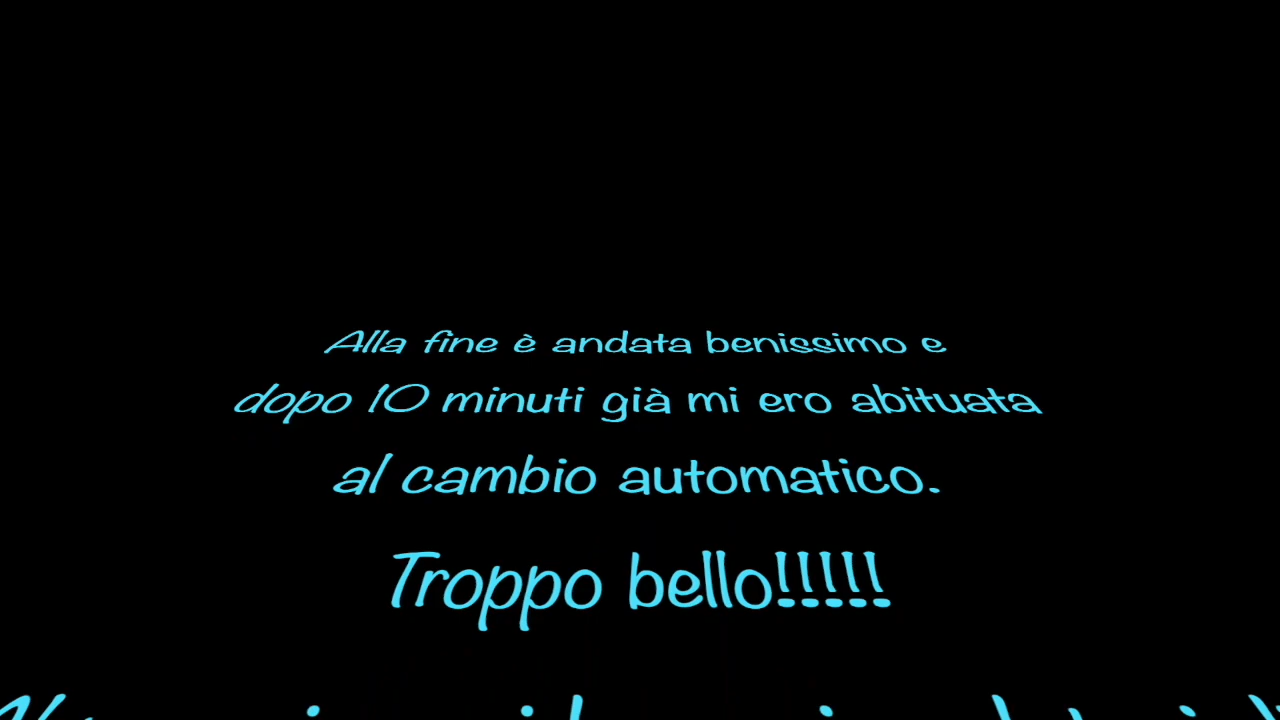 Alla fine è andata benissimo e
dopo 10 minuti già mi ero abituata
al cambio automatico.
Troppo bello!!!!!